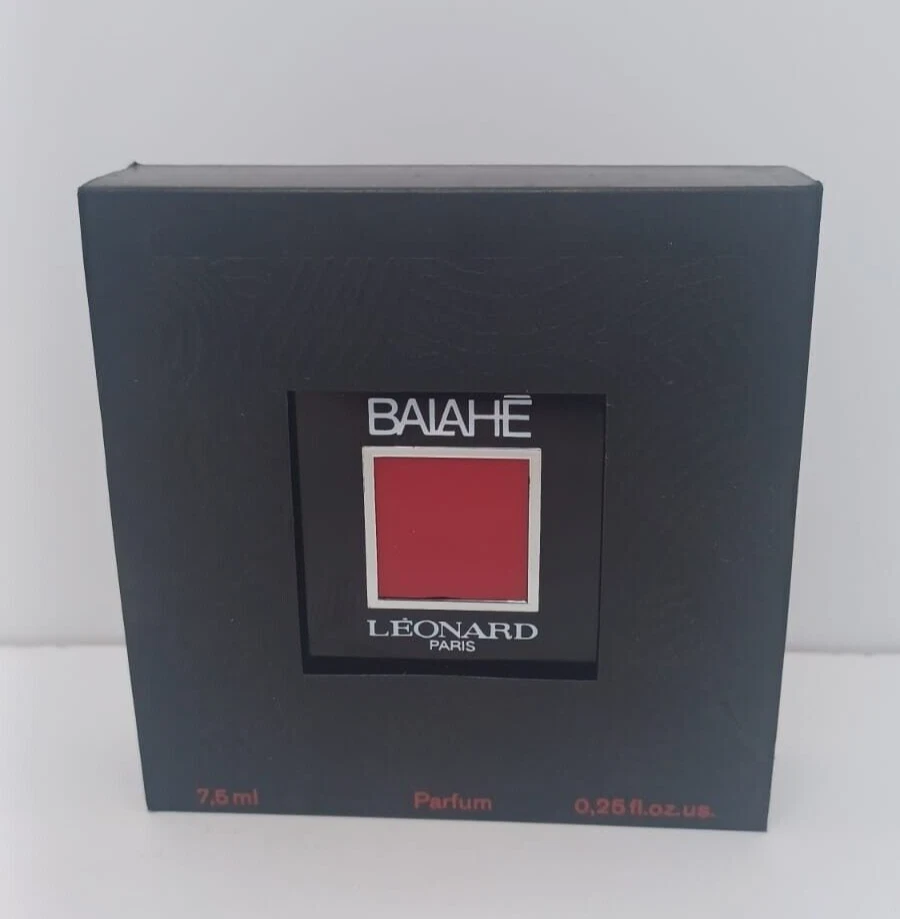 BALAHÉ
LÉONARD
PARIS
7,5 ml Parfum 0,25 fl.oz.us.